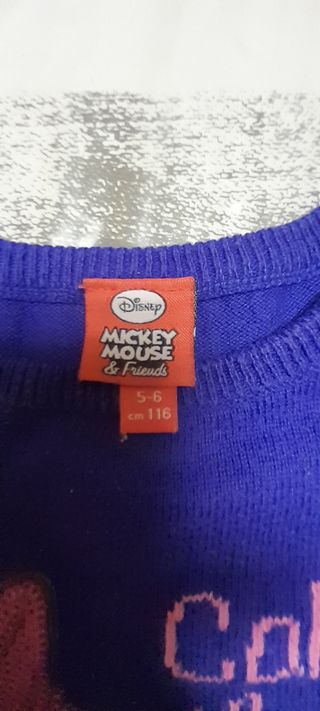 Disney
MICKEY
MOUSE
& Friends
5-6
cm 116